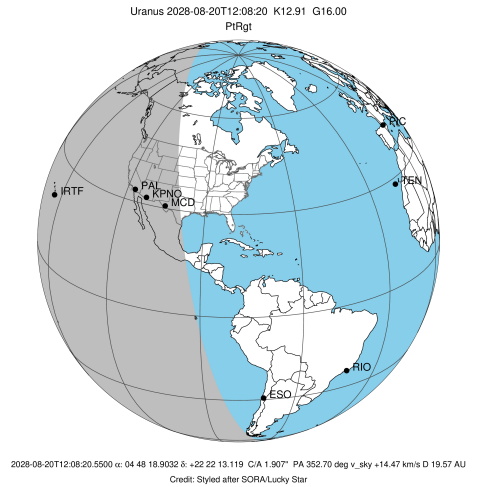 Uranus 2028-08-20T12:08:20 K12.91 G16.00
PtRgt
PIC
TEN
IRTF
PAL
KPNO
MCD
RIO
ESO
2028-08-20T12:08:20.5500 α: 04 48 18.9032 δ: +22 22 13.119 C/A 1.907" PA 352.70 deg v_sky +14.47 km/s D 19.57 AU
Credit: Styled after SORA/Lucky Star